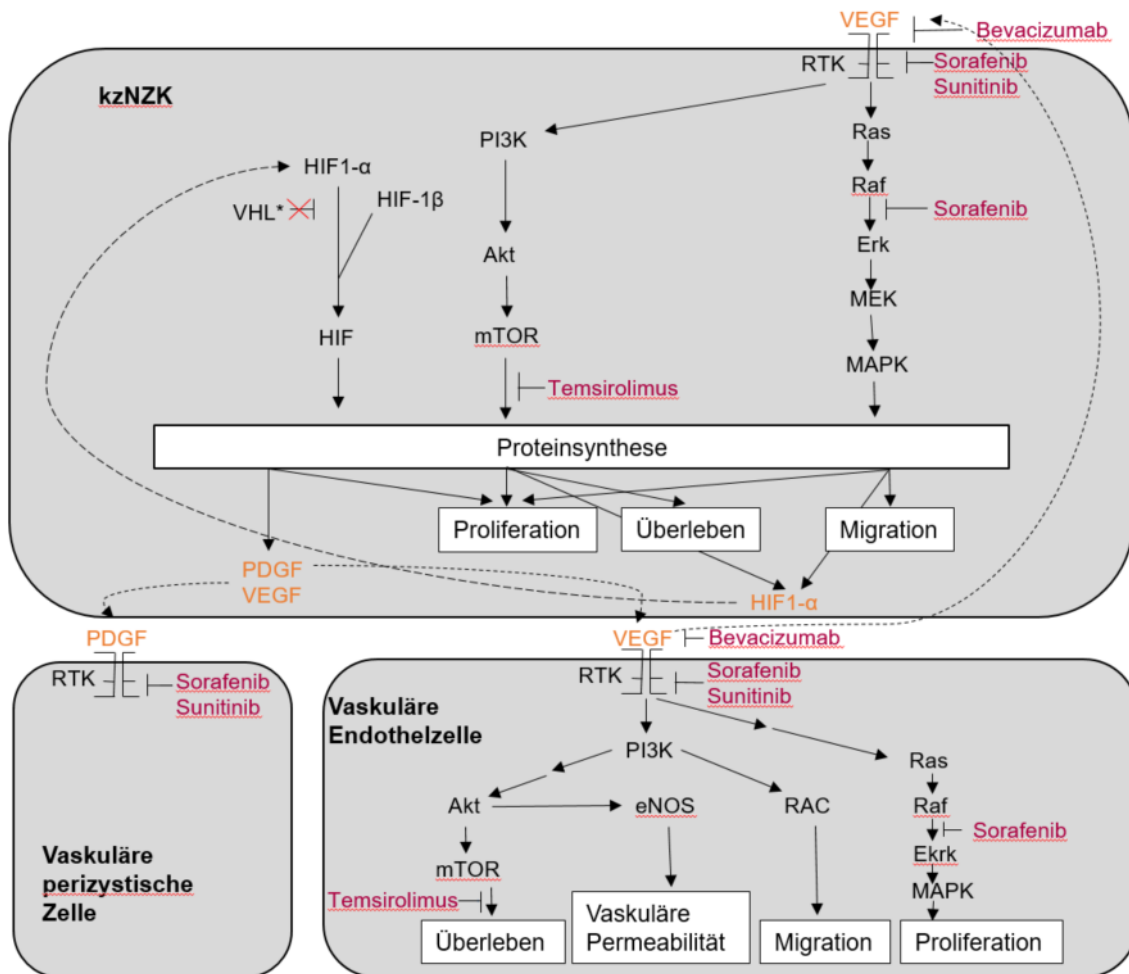 VEGF
Bevacizumab
RTK
Sorafenib
Sunitinib
kzNZK
PI3K
Ras
HIF1-α
Raf
VHL*
HIF-1β
Sorafenib
Akt
Erk
MEK
HIF
mTOR
MAPK
Temsirolimus
Proteinsynthese
Proliferation
Überleben
Migration
PDGF
VEGF
HIF1-α
PDGF
RTK
Sorafenib
Sunitinib
Vaskuläre
perizystische
Zelle
VEGF
Bevacizumab
RTK
Sorafenib
Sunitinib
Vaskuläre
Endothelzelle
PI3K
Ras
Akt
eNOS
RAC
Raf
Sorafenib
mTOR
Ekrk
Temsirolimus
MAPK
Überleben
Vaskuläre
Permeabilität
Migration
Proliferation